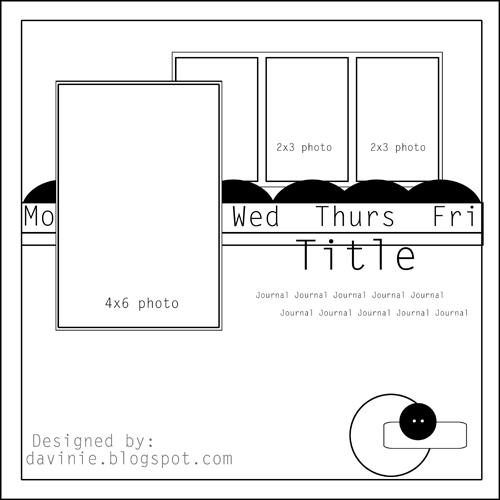 2x3 photo 2x3 photo
Mo Wed Thurs Fri
Title
Journal Journal Journal Journal Journal
Journal Journal Journal Journal Journal
4x6 photo
Designed by:
davinie.blogspot.com